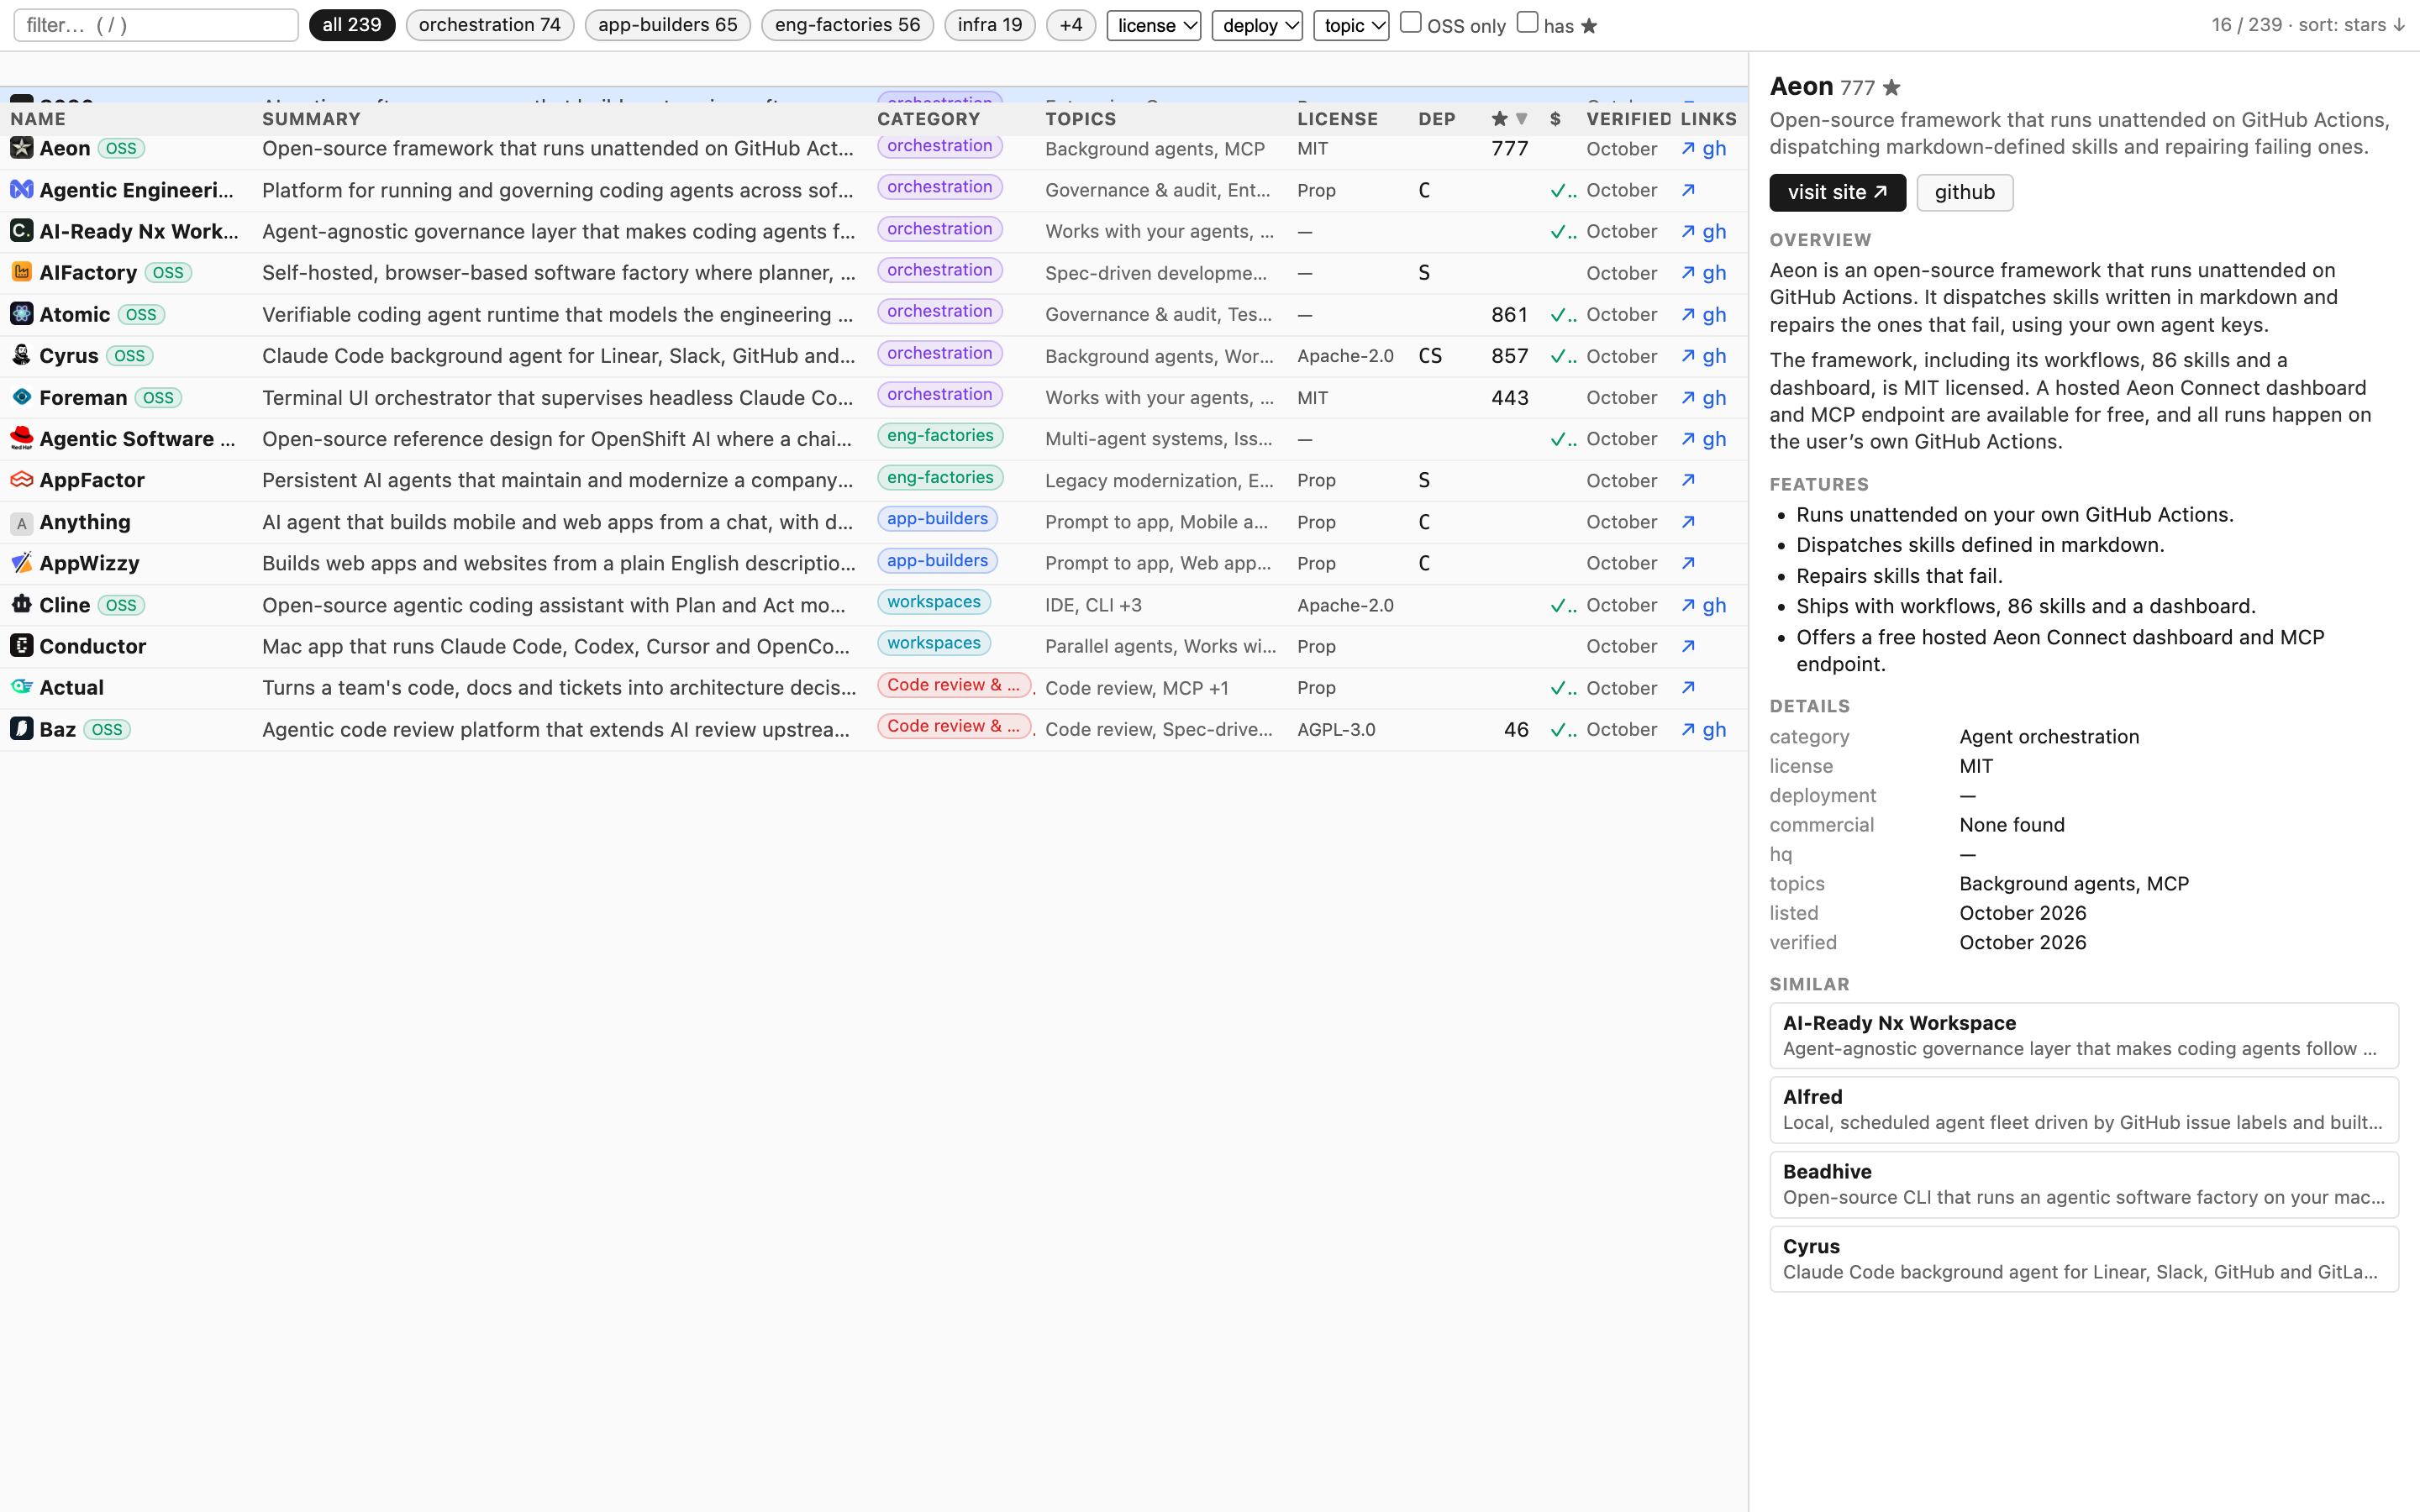 filter… ( / ) all 239 orchestration 74 app-builders 65 eng-factories 56 infra 19 +4 license deploy topic OSS only has ★ 16 / 239 · sort: stars ↓
NAME SUMMARY CATEGORY TOPICS LICENSE DEP ★ ▼ $ VERIFIED LINKS
Aeon OSS Open-source framework that runs unattended on GitHub Act... orchestration Background agents, MCP MIT 777 October ↗ gh
Agentic Engineeri... Platform for running and governing coding agents across sof... orchestration Governance & audit, Ent... Prop C ✓.. October ↗
AI-Ready Nx Work... Agent-agnostic governance layer that makes coding agents f... orchestration Works with your agents, ... — ✓.. October ↗ gh
AIFactory OSS Self-hosted, browser-based software factory where planner, ... orchestration Spec-driven developme... — S October ↗ gh
Atomic OSS Verifiable coding agent runtime that models the engineering ... orchestration Governance & audit, Tes... — 861 ✓.. October ↗ gh
Cyrus OSS Claude Code background agent for Linear, Slack, GitHub and... orchestration Background agents, Wor... Apache-2.0 CS 857 ✓.. October ↗ gh
Foreman OSS Terminal UI orchestrator that supervises headless Claude Co... orchestration Works with your agents, ... MIT 443 October ↗ gh
Agentic Software ... Open-source reference design for OpenShift AI where a chai... eng-factories Multi-agent systems, Iss... — ✓.. October ↗ gh
AppFactor Persistent AI agents that maintain and modernize a company... eng-factories Legacy modernization, E... Prop S October ↗
A Anything AI agent that builds mobile and web apps from a chat, with d... app-builders Prompt to app, Mobile a... Prop C October ↗
AppWizzy Builds web apps and websites from a plain English descriptio... app-builders Prompt to app, Web app... Prop C October ↗
Cline OSS Open-source agentic coding assistant with Plan and Act mo... workspaces IDE, CLI +3 Apache-2.0 ✓.. October ↗ gh
Conductor Mac app that runs Claude Code, Codex, Cursor and OpenCo... workspaces Parallel agents, Works wi... Prop October ↗
Actual Turns a team's code, docs and tickets into architecture decis... Code review & ... . Code review, MCP +1 Prop ✓.. October ↗
Baz OSS Agentic code review platform that extends AI review upstrea... Code review & ... . Code review, Spec-drive... AGPL-3.0 46 ✓.. October ↗ gh
Aeon 777 ★
Open-source framework that runs unattended on GitHub Actions,
dispatching markdown-defined skills and repairing failing ones.
visit site ↗ github
OVERVIEW
Aeon is an open-source framework that runs unattended on
GitHub Actions. It dispatches skills written in markdown and
repairs the ones that fail, using your own agent keys.
The framework, including its workflows, 86 skills and a
dashboard, is MIT licensed. A hosted Aeon Connect dashboard
and MCP endpoint are available for free, and all runs happen on
the user’s own GitHub Actions.
FEATURES
• Runs unattended on your own GitHub Actions.
• Dispatches skills defined in markdown.
• Repairs skills that fail.
• Ships with workflows, 86 skills and a dashboard.
• Offers a free hosted Aeon Connect dashboard and MCP
endpoint.
DETAILS
category Agent orchestration
license MIT
deployment —
commercial None found
hq —
topics Background agents, MCP
listed October 2026
verified October 2026
SIMILAR
AI-Ready Nx Workspace
Agent-agnostic governance layer that makes coding agents follow ...
Alfred
Local, scheduled agent fleet driven by GitHub issue labels and built...
Beadhive
Open-source CLI that runs an agentic software factory on your mac...
Cyrus
Claude Code background agent for Linear, Slack, GitHub and GitLa...